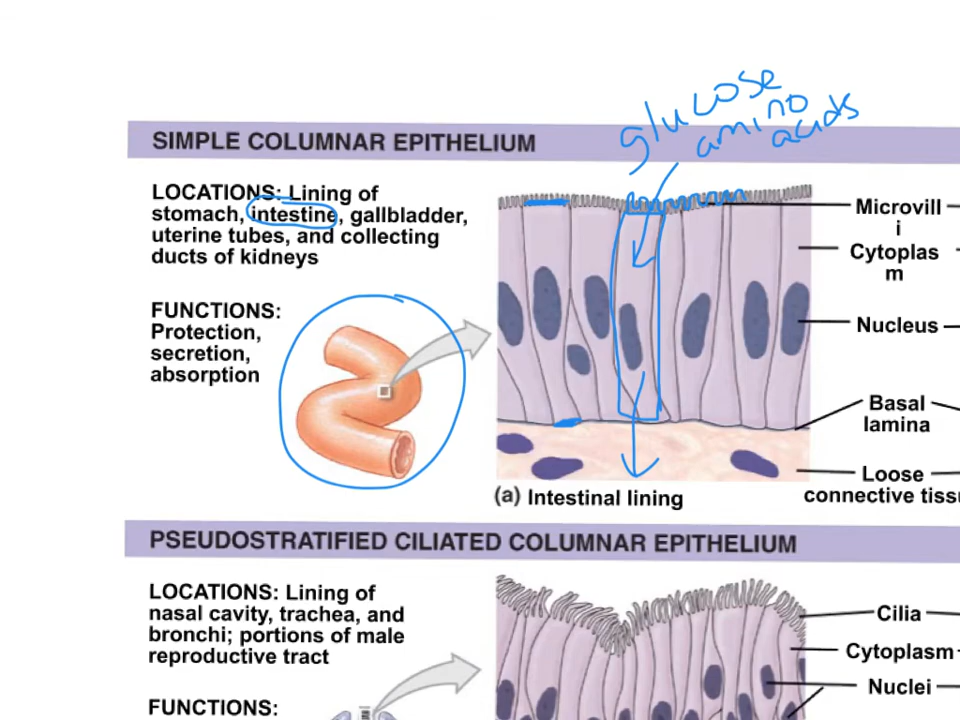 glucose
amino
acids
SIMPLE COLUMNAR EPITHELIUM
LOCATIONS: Lining of
stomach, intestine, gallbladder,
uterine tubes, and collecting
ducts of kidneys
FUNCTIONS:
Protection,
secretion,
absorption
Microvill
i
Cytoplas
m
Nucleus
Basal
lamina
Loose
connective tiss
(a) Intestinal lining
PSEUDOSTRATIFIED CILIATED COLUMNAR EPITHELIUM
LOCATIONS: Lining of
nasal cavity, trachea, and
bronchi; portions of male
reproductive tract
FUNCTIONS:
Cilia
Cytoplasm
Nuclei